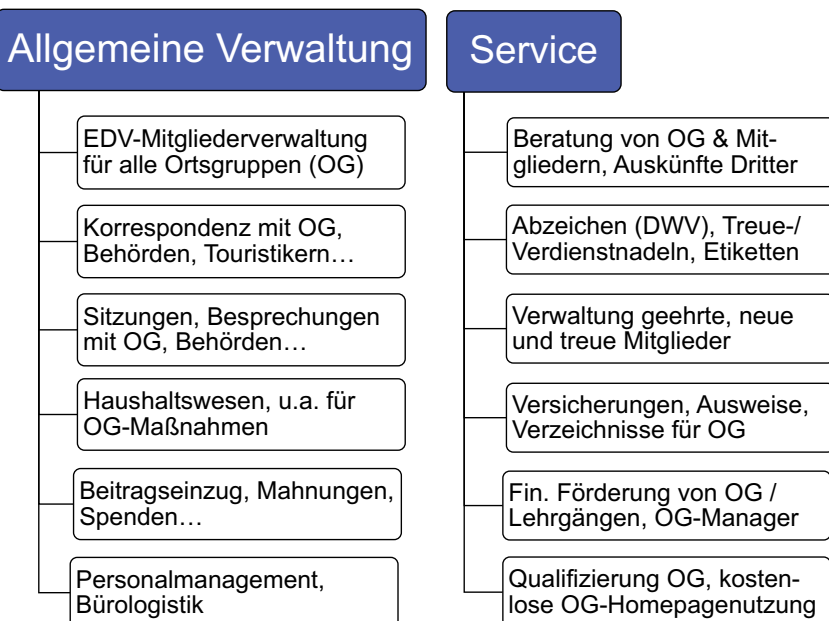 Allgemeine Verwaltung
EDV-Mitgliederverwaltung
für alle Ortsgruppen (OG)
Korrespondenz mit OG,
Behörden, Touristikern…
Sitzungen, Besprechungen
mit OG, Behörden…
Haushaltswesen, u.a. für
OG-Maßnahmen
Beitragseinzug, Mahnungen,
Spenden…
Personalmanagement,
Bürologistik
Service
Beratung von OG & Mit-
gliedern, Auskünfte Dritter
Abzeichen (DWV), Treue-/
Verdienstnadeln, Etiketten
Verwaltung geehrte, neue
und treue Mitglieder
Versicherungen, Ausweise,
Verzeichnisse für OG
Fin. Förderung von OG /
Lehrgängen, OG-Manager
Qualifizierung OG, kosten-
lose OG-Homepagenutzung